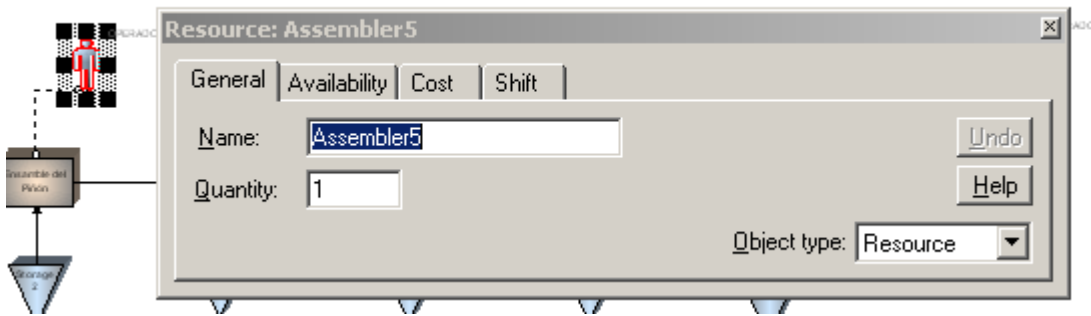 Resource: Assembler5
General
Availability
Cost
Shift
Name:
Assembler5
Undo
Quantity:
1
Help
Object type:
Resource
Ensamble del
Piñón
Storage
2